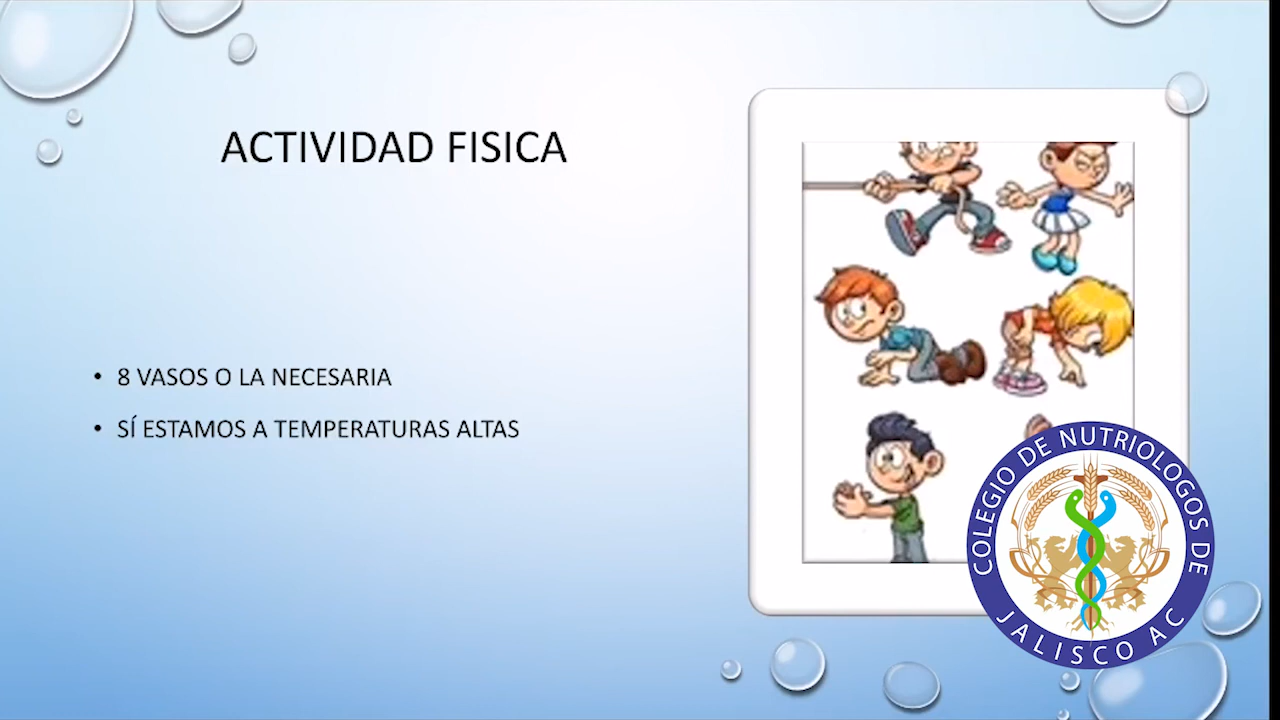 ACTIVIDAD FISICA
• 8 VASOS O LA NECESARIA
• SÍ ESTAMOS A TEMPERATURAS ALTAS
COLEGIO DE NUTRIOLOGOS DE
JALISCO AC